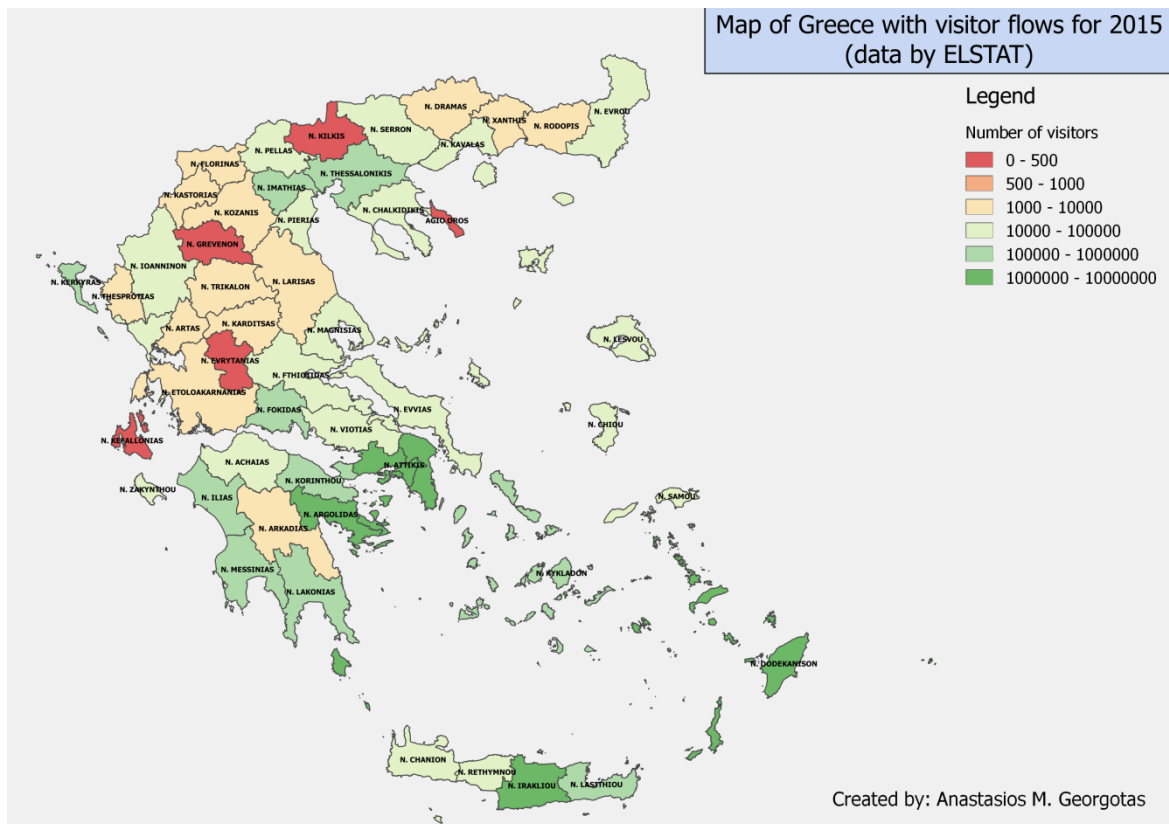 Map of Greece with visitor flows for 2015
(data by ELSTAT)
Legend
Number of visitors
0 - 500
500 - 1000
1000 - 10000
10000 - 100000
100000 - 1000000
1000000 - 10000000
N. DRAMAS
N. EVROU
N. XANTHIS
N. RODOPIS
N. SERRON
N. KILKIS
N. KAVALAS
N. PELLAS
N. FLORINAS
N. THESSALONIKIS
N. IMATHIAS
N. KASTORIAS
N. KOZANIS
N. CHALKIDIKIS
N. PIERIAS
AGIO OROS
N. GREVENON
N. IOANNINON
N. KERKYRAS
N. LARISAS
N. TRIKALON
N. THESPROTIAS
N. KARDITSAS
N. ARTAS
N. MAGNISIAS
N. LESVOU
N. EVRYTANIAS
N. FTHIOTIDAS
N. ETOLOAKARNANIAS
N. FOKIDAS
N. EVVIAS
N. CHIOU
N. VIOTIAS
N. KEFALLONIAS
N. ACHAIAS
N. ATTIKIS
N. KORINTHOU
N. ZAKYNTHOU
N. ILIAS
N. SAMOU
N. ARGOLIDAS
N. ARKADIAS
N. MESSINIAS
N. KYKLADON
N. LAKONIAS
N. DODEKANISON
N. CHANION
N. RETHYMNOU
N. IRAKLIOU
N. LASITHIOU
Created by: Anastasios M. Georgotas